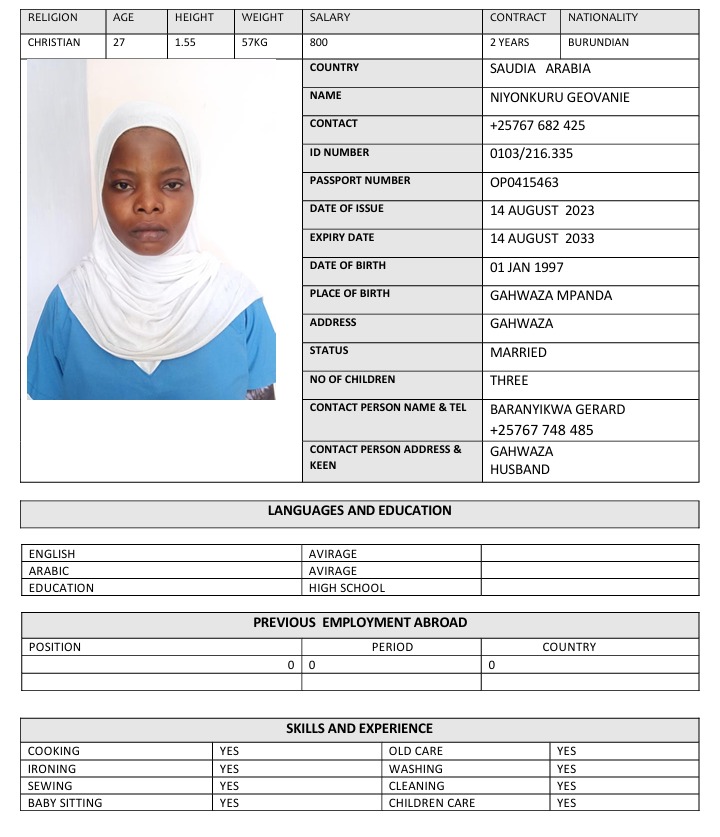 RELIGION AGE HEIGHT WEIGHT SALARY CONTRACT NATIONALITY
CHRISTIAN 27 1.55 57KG 800 2 YEARS BURUNDIAN
COUNTRY SAUDIA ARABIA
NAME NIYONKURU GEOVANIE
CONTACT +25767 682 425
ID NUMBER 0103/216.335
PASSPORT NUMBER OP0415463
DATE OF ISSUE 14 AUGUST 2023
EXPIRY DATE 14 AUGUST 2033
DATE OF BIRTH 01 JAN 1997
PLACE OF BIRTH GAHWAZA MPANDA
ADDRESS GAHWAZA
STATUS MARRIED
NO OF CHILDREN THREE
CONTACT PERSON NAME & TEL BARANYIKWA GERARD
+25767 748 485
CONTACT PERSON ADDRESS & GAHWAZA
KEEN HUSBAND
LANGUAGES AND EDUCATION
ENGLISH AVIRAGE
ARABIC AVIRAGE
EDUCATION HIGH SCHOOL
PREVIOUS EMPLOYMENT ABROAD
POSITION PERIOD COUNTRY
0 0 0
SKILLS AND EXPERIENCE
COOKING YES OLD CARE YES
IRONING YES WASHING YES
SEWING YES CLEANING YES
BABY SITTING YES CHILDREN CARE YES